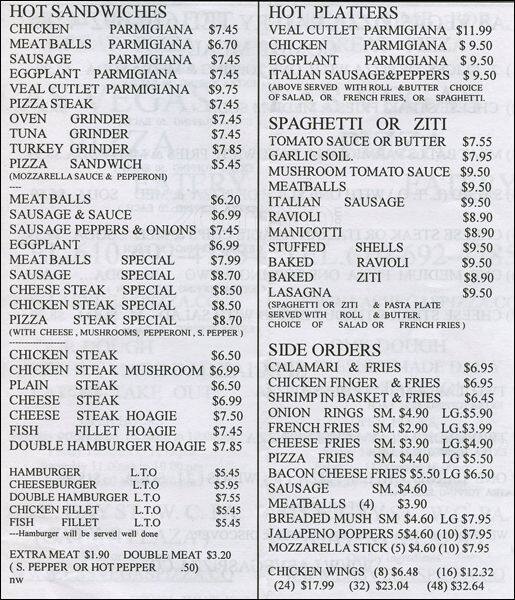 HOT SANDWICHES
CHICKEN PARMIGIANA $7.45
MEAT BALLS PARMIGIANA $6.70
SAUSAGE PARMIGIANA $7.45
EGGPLANT PARMIGIANA $7.45
VEAL CUTLET PARMIGIANA $9.75
PIZZA STEAK $7.45
OVEN GRINDER $7.45
TUNA GRINDER $7.45
TURKEY GRINDER $7.85
PIZZA SANDWICH $5.45
(MOZZARELLA SAUCE & PEPPERONI)
----
MEAT BALLS $6.20
SAUSAGE & SAUCE $6.99
SAUSAGE PEPPERS & ONIONS $7.45
EGGPLANT $6.99
MEAT BALLS SPECIAL $7.99
SAUSAGE SPECIAL $8.70
CHEESE STEAK SPECIAL $8.50
CHICKEN STEAK SPECIAL $8.50
PIZZA STEAK SPECIAL $8.70
(WITH CHEESE, MUSHROOMS, PEPPERONI, S. PEPPER)
-------------------
CHICKEN STEAK $6.50
CHICKEN STEAK MUSHROOM $6.99
PLAIN STEAK $6.50
CHEESE STEAK $6.99
CHEESE STEAK HOAGIE $7.50
FISH FILLET HOAGIE $7.45
DOUBLE HAMBURGER HOAGIE $7.85
HAMBURGER L.T.O $5.45
CHEESEBURGER L.T.O $5.95
DOUBLE HAMBURGER L.T.O $7.55
CHICKEN FILLET L.T.O $5.45
FISH FILLET L.T.O $5.45
---Hamburger will be served well done
EXTRA MEAT $1.90 DOUBLE MEAT $3.20
( S. PEPPER OR HOT PEPPER .50)
nw
HOT PLATTERS
VEAL CUTLET PARMIGIANA $11.99
CHICKEN PARMIGIANA $ 9.50
EGGPLANT PARMIGIANA $ 9.50
ITALIAN SAUSAGE&PEPPERS $ 9.50
(ABOVE SERVED WITH ROLL &BUTTER CHOICE
OF SALAD, OR FRENCH FRIES, OR SPAGHETTI.
SPAGHETTI OR ZITI
TOMATO SAUCE OR BUTTER $7.55
GARLIC SOIL. $7.95
MUSHROOM TOMATO SAUCE $9.50
MEATBALLS $9.50
ITALIAN SAUSAGE $9.50
RAVIOLI $8.90
MANICOTTI $8.90
STUFFED SHELLS $9.50
BAKED RAVIOLI $9.50
BAKED ZITI $8.90
LASAGNA $9.50
(SPAGHETTI OR ZITI & PASTA PLATE
SERVED WITH ROLL & BUTTER.
CHOICE OF SALAD OR FRENCH FRIES )
SIDE ORDERS
CALAMARI & FRIES $6.95
CHICKEN FINGER & FRIES $6.95
SHRIMP IN BASKET & FRIES $6.45
ONION RINGS SM. $4.90 LG.$5.90
FRENCH FRIES SM. $2.90 LG.$3.99
CHEESE FRIES SM. $3.90 LG.$4.90
PIZZA FRIES SM. $4.40 LG.$5.50
BACON CHEESE FRIES $5.50 LG $6.50
SAUSAGE SM. $4.60
MEATBALLS (4) $3.90
BREADED MUSH SM $4.60 LG $7.95
JALAPENO POPPERS 5$4.60 (10) $7.95
MOZZARELLA STICK (5) $4.60 (10) $7.95
CHICKEN WINGS (8) $6.48 (16) $12.32
(24) $17.99 (32) $23.04 (48) $32.64